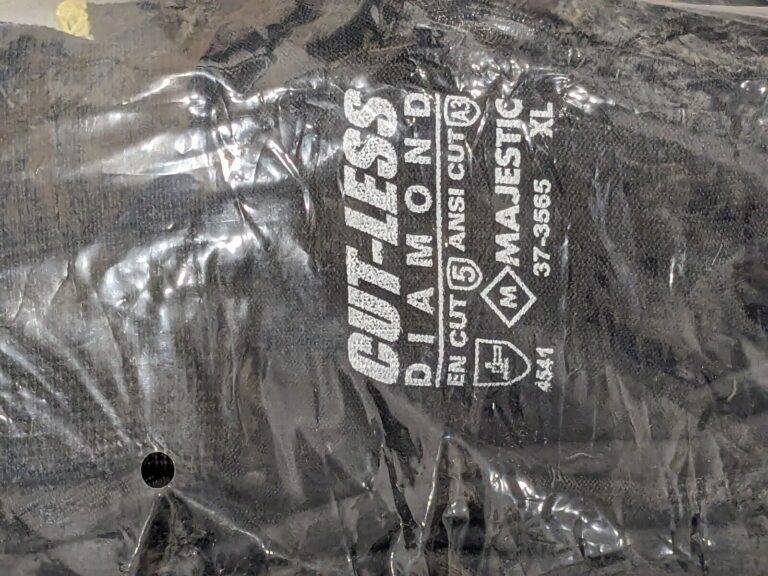 CUT-LESS
DIAMOND
EN CUT 5 ANSI CUT A3
M MAJESTIC
4541 37-3565 XL